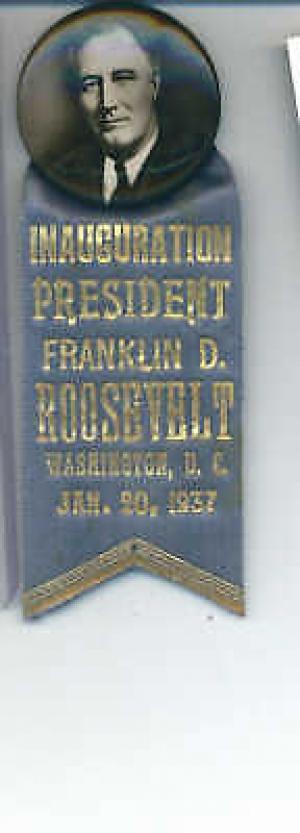 INAUGURATION
PRESIDENT
FRANKLIN D.
ROOSEVELT
WASHINGTON, D. C.
JAN. 20, 1937